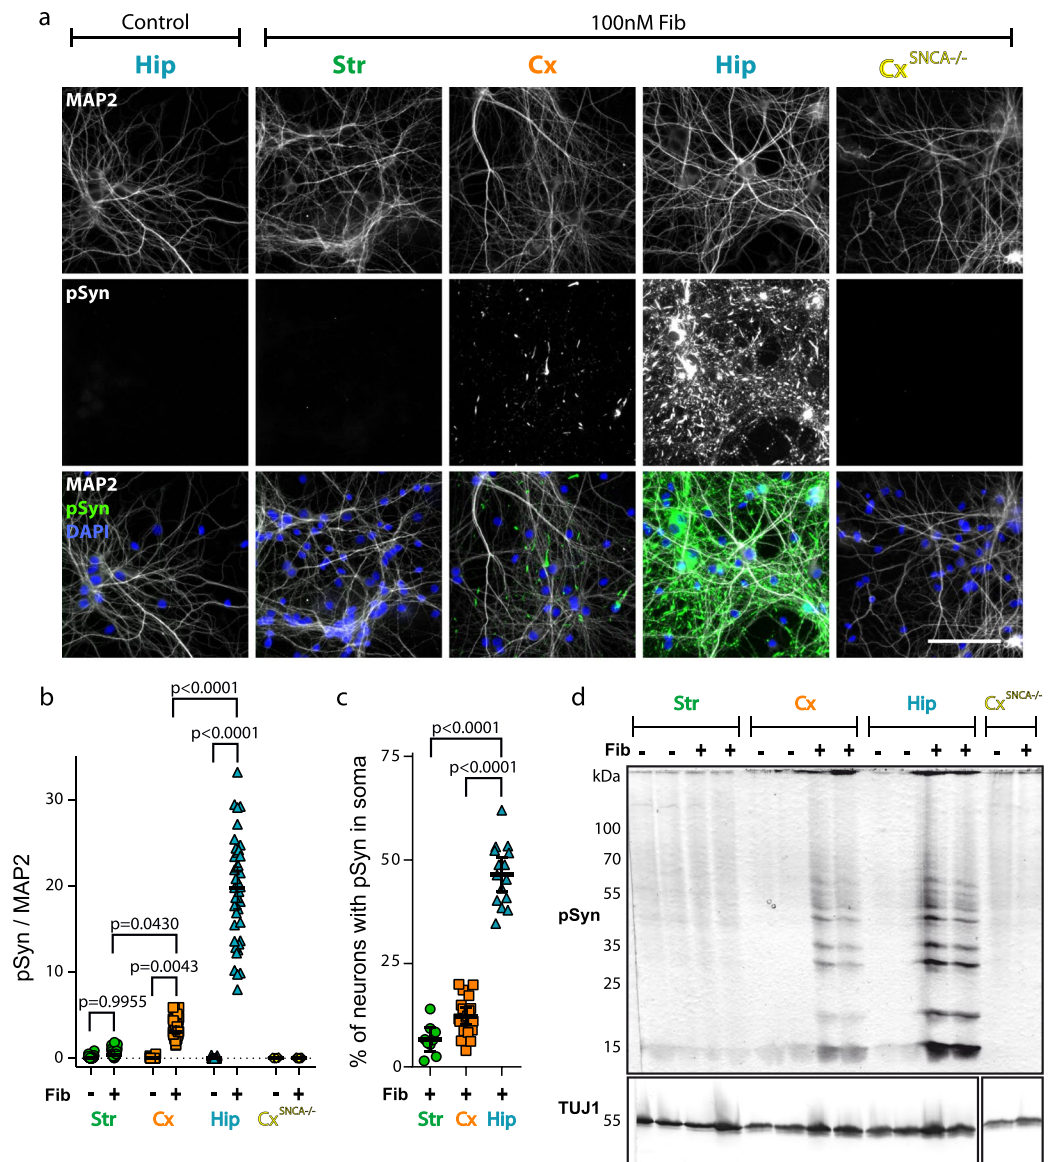 a
Control
100nM Fib
Hip
Str
Cx
Hip
Cx SNCA-/-
MAP2
pSyn
MAP2
pSyn
DAPI
b
p<0.0001
p<0.0001
p=0.0430
p=0.0043
p=0.9955
pSyn / MAP2
30
20
10
0
Fib - + - + - + - +
Str Cx Hip Cx SNCA-/-
c
p<0.0001
p<0.0001
% of neurons with pSyn in soma
75
50
25
0
+ + +
Str Cx Hip
d
Str Cx Hip Cx SNCA-/-
Fib - - + + - - + + - - + + - +
kDa
100
70
55
pSyn
35
25
15
TUJ1 55